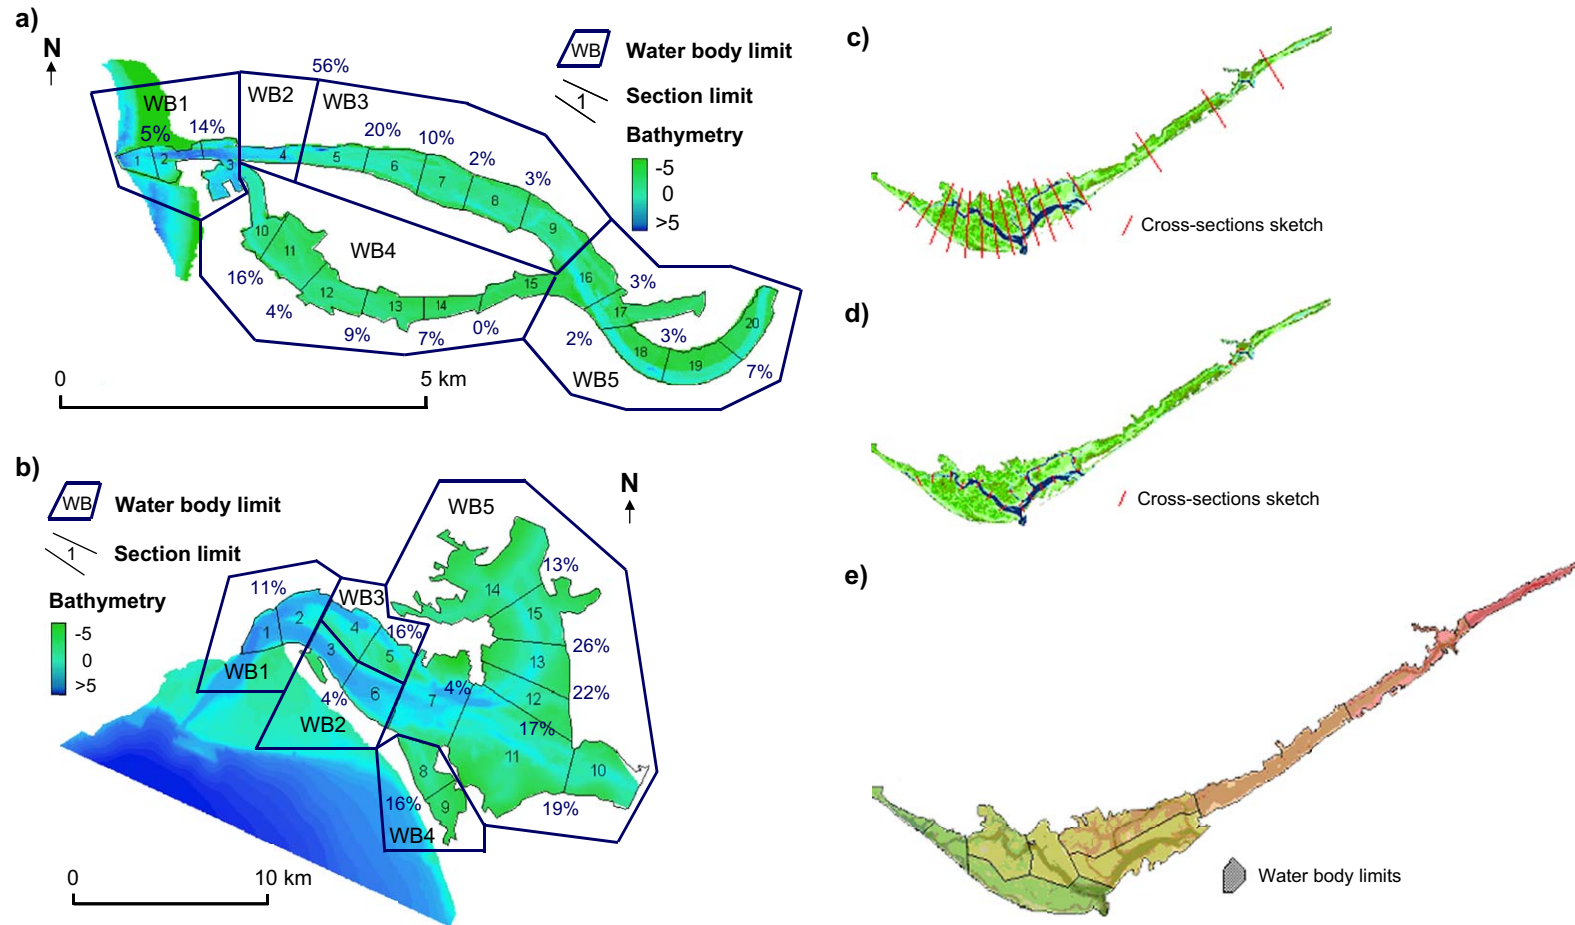 a)
N
WB
Water body limit
1
Section limit
Bathymetry
-5
0
>5
56%
WB1
WB2
WB3
5%
14%
20%
10%
2%
3%
1
2
3
4
5
6
7
8
9
10
11
WB4
16%
12
13
14
15
16
3%
4%
9%
7%
0%
17
2%
3%
18
19
20
7%
WB5
0
5 km
b)
WB
Water body limit
1
Section limit
Bathymetry
-5
0
>5
N
WB5
11%
WB3
13%
14
15
1
2
3
4
5
16%
26%
13
WB1
4%
6
7
4%
12
22%
WB2
17%
11
10
8
9
16%
19%
WB4
0
10 km
c)
Cross-sections sketch
d)
Cross-sections sketch
e)
Water body limits